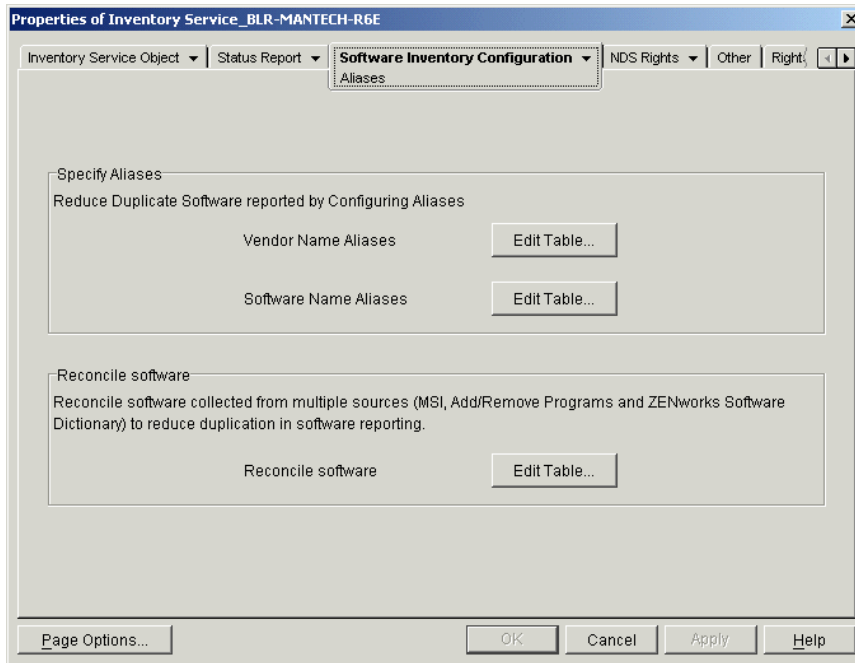 Properties of Inventory Service_BLR-MANTECH-R6E
Inventory Service Object Status Report Software Inventory Configuration NDS Rights Other Right
Aliases
Specify Aliases
Reduce Duplicate Software reported by Configuring Aliases
Vendor Name Aliases Edit Table...
Software Name Aliases Edit Table...
Reconcile software
Reconcile software collected from multiple sources (MSI, Add/Remove Programs and ZENworks Software
Dictionary) to reduce duplication in software reporting.
Reconcile software Edit Table...
Page Options... OK Cancel Apply Help